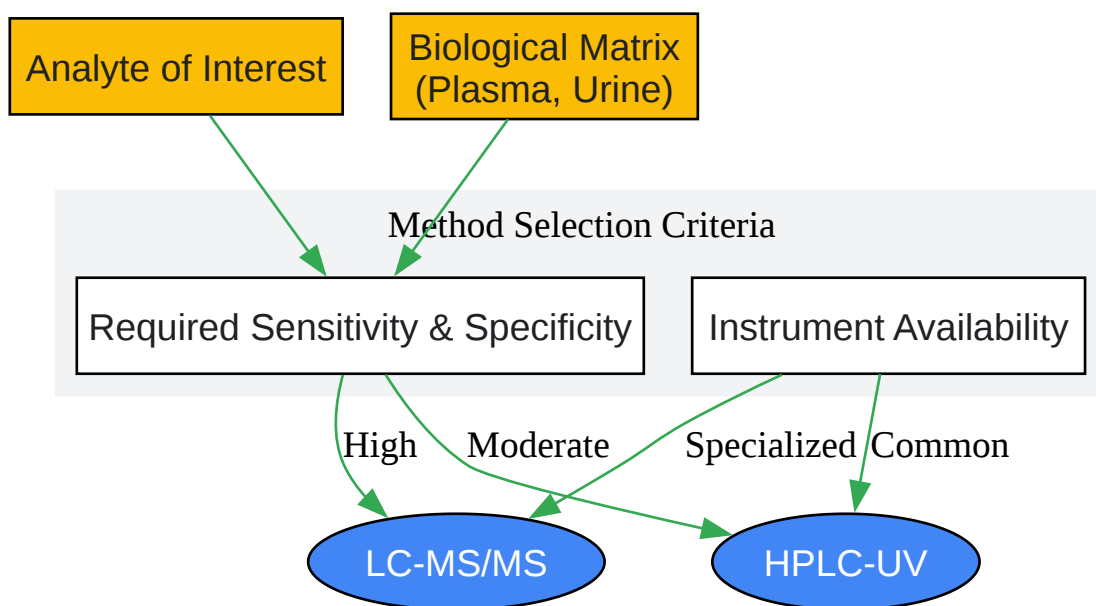 Analyte of Interest
Biological Matrix
(Plasma, Urine)
Method Selection Criteria
Required Sensitivity & Specificity
Instrument Availability
High
Moderate
Specialized
Common
LC-MS/MS
HPLC-UV